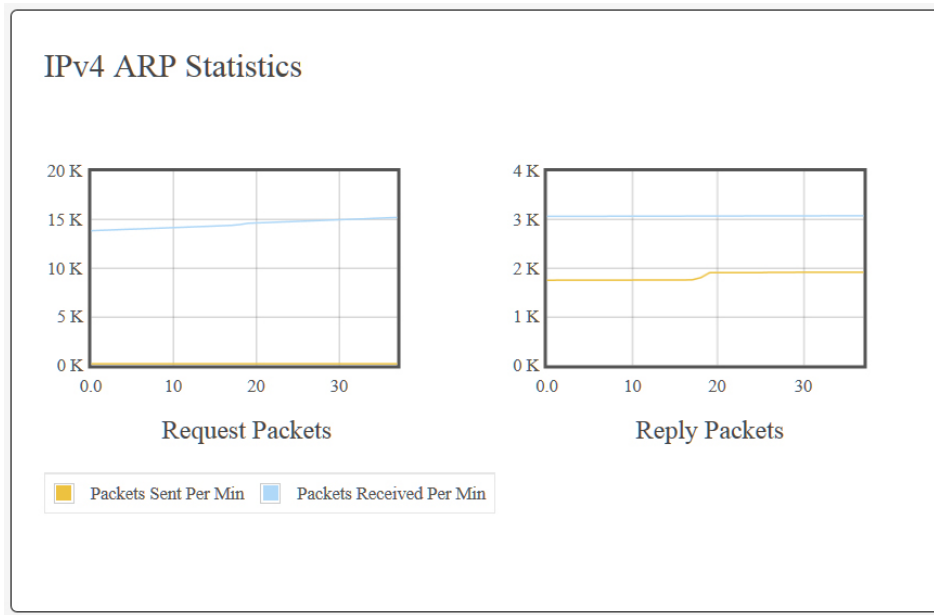 IPv4 ARP Statistics
20 K
15 K
10 K
5 K
0 K
0.0 10 20 30
Request Packets
4 K
3 K
2 K
1 K
0 K
0.0 10 20 30
Reply Packets
Packets Sent Per Min Packets Received Per Min